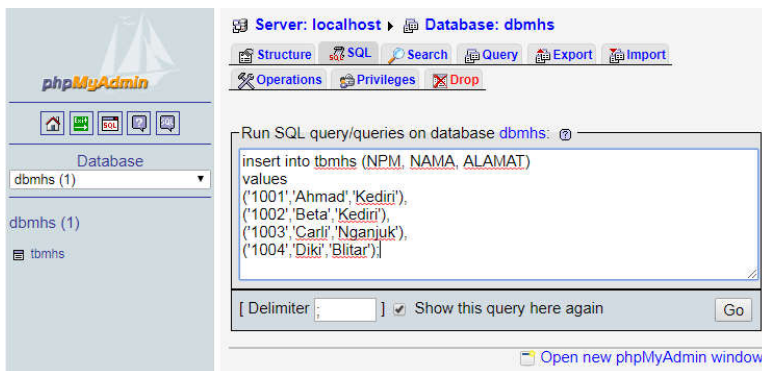 phpMyAdmin
Database
dbmhs (1)
dbmhs (1)
tbmhs
Server: localhost Database: dbmhs
Structure SQL Search Query Export Import
Operations Privileges Drop
Run SQL query/queries on database dbmhs:
insert into tbmhs (NPM, NAMA, ALAMAT)
values
('1001','Ahmad','Kediri'),
('1002','Beta','Kediri'),
('1003','Carli','Nganjuk'),
('1004','Diki','Blitar');
[ Delimiter ; ] Show this query here again Go
Open new phpMyAdmin window